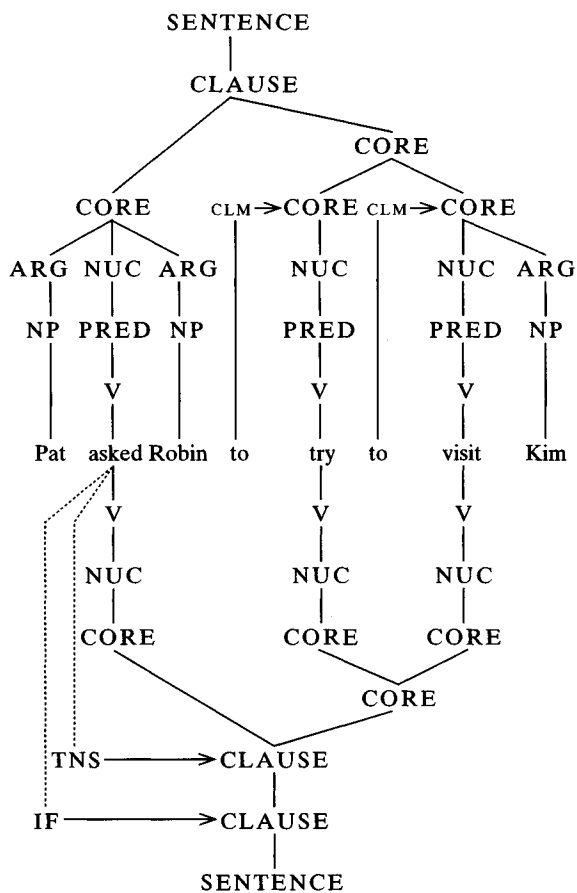 SENTENCE
CLAUSE
CORE
CORE CLM CORE CLM CORE
ARG NUC ARG NUC NUC ARG
NP PRED NP PRED PRED NP
V V V
Pat asked Robin to try to visit Kim
V V V
NUC NUC NUC
CORE CORE CORE
CORE
TNS CLAUSE
IF CLAUSE
SENTENCE